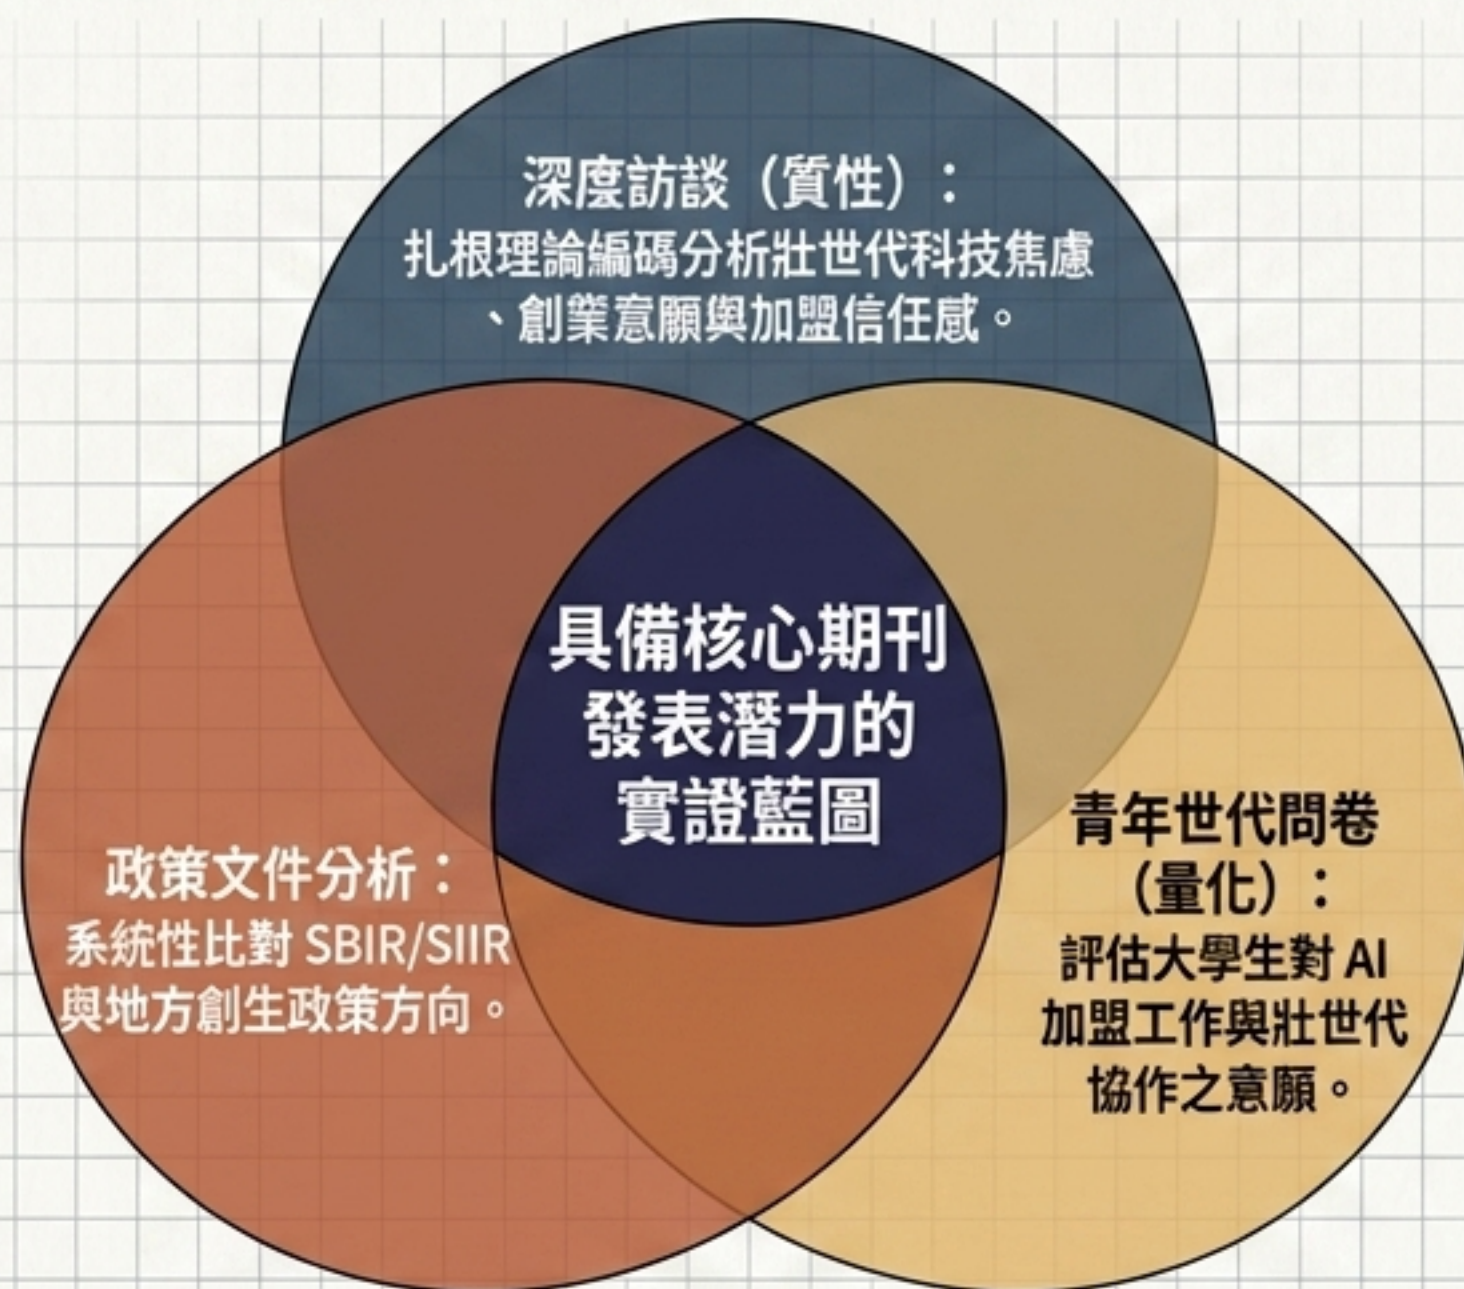 深度訪談（質性）：
扎根理論編碼分析壯世代科技焦慮
、創業意願與加盟信任感。
具備核心期刊
發表潛力的
實證藍圖
政策文件分析：
系統性比對 SBIR/SIIR
與地方創生政策方向。
青年世代問卷
（量化）：
評估大學生對 AI
加盟工作與壯世代
協作之意願。